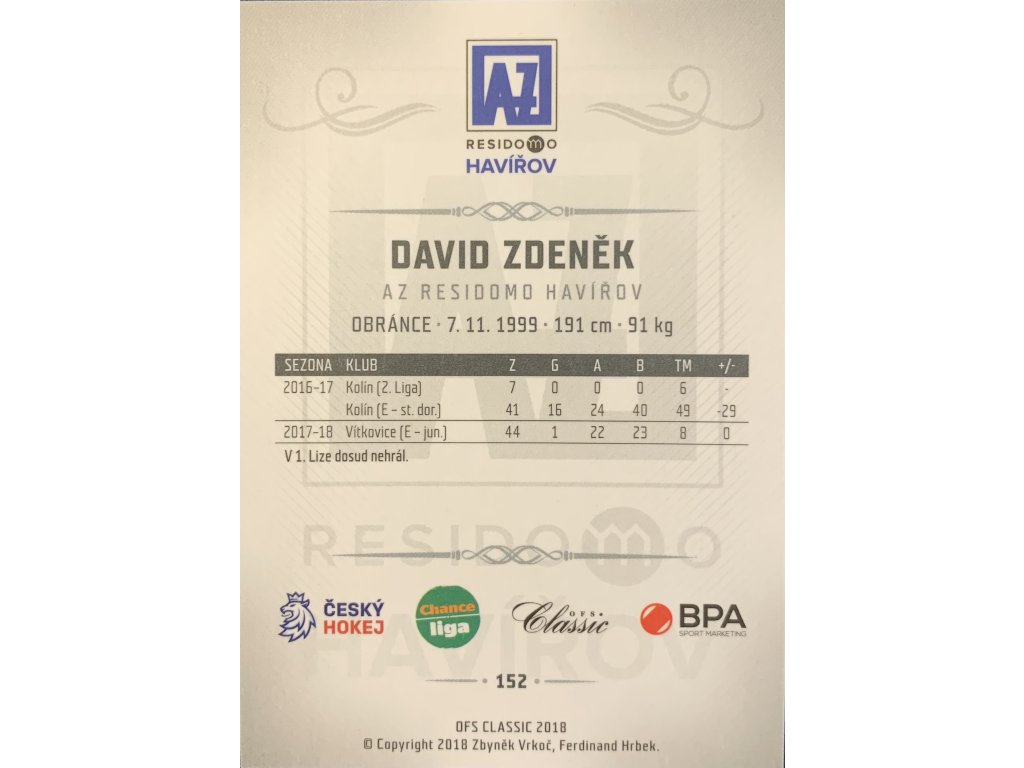 AZ
RESIDOMO
HAVÍŘOV
DAVID ZDENĚK
AZ RESIDOMO HAVÍŘOV
OBRÁNCE · 7. 11. 1999 · 191 cm · 91 kg
SEZONA KLUB Z G A B TM +/-
2016–17 Kolín (2. Liga) 7 0 0 0 6 -
Kolín (E – st. dor.) 41 16 24 40 49 -29
2017–18 Vítkovice (E – jun.) 44 1 22 23 8 0
V 1. Lize dosud nehrál.
RESIDOMO
HAVÍŘOV
ČESKÝ
HOKEJ
Chance
liga
OFS
Classic
BPA
SPORT MARKETING
· 152 ·
OFS CLASSIC 2018
© Copyright 2018 Zbyněk Vrkoč, Ferdinand Hrbek.